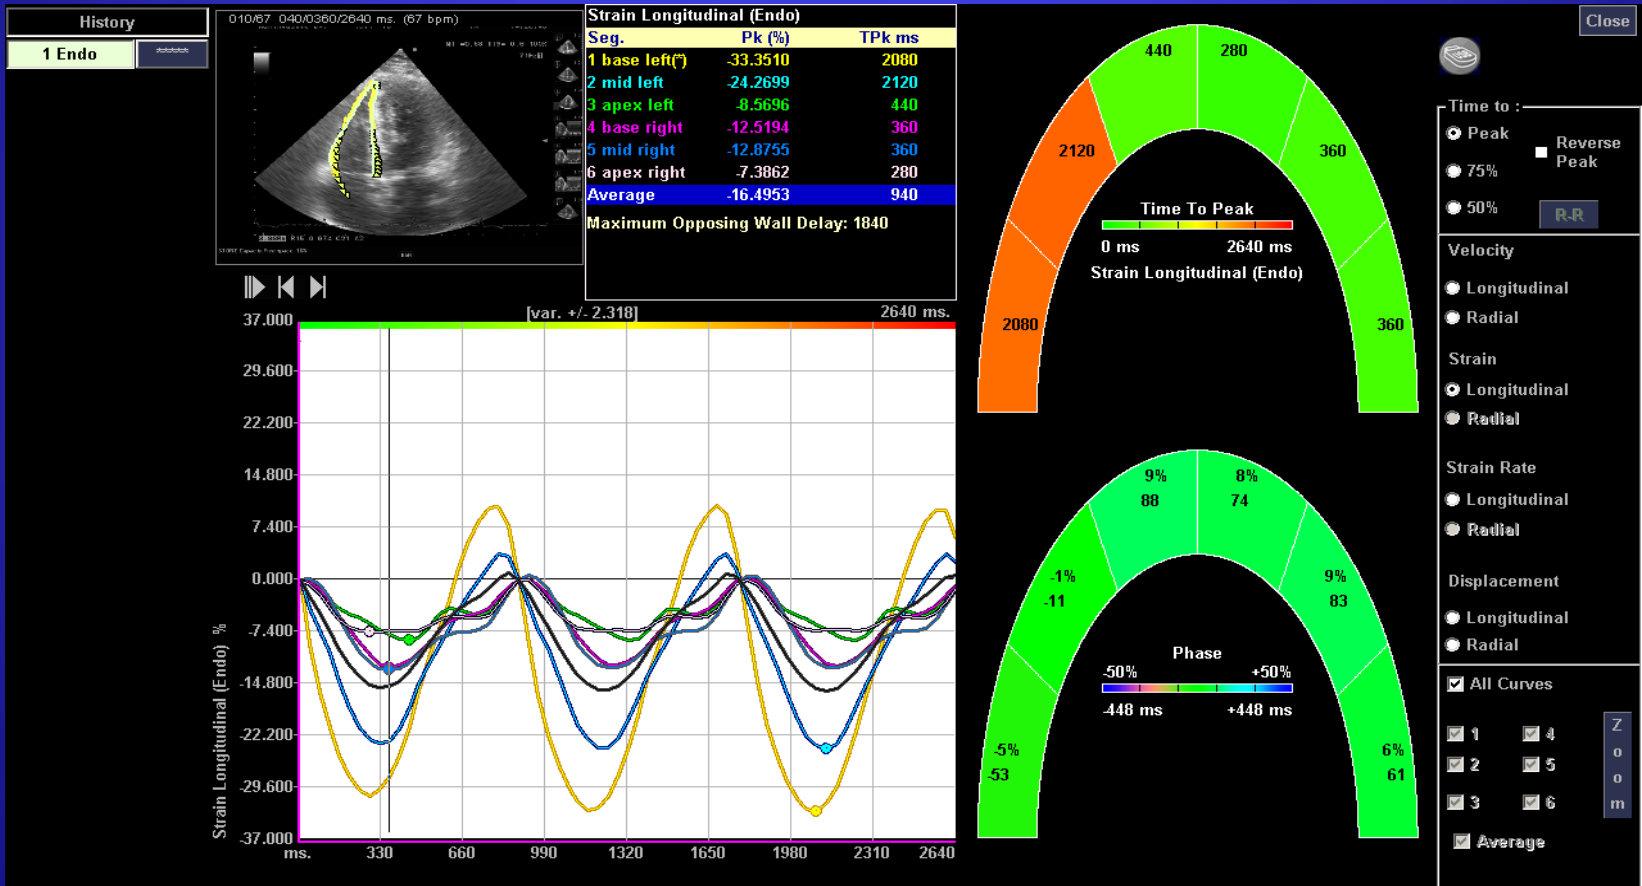 History
1 Endo
010/67 040/0360/2640 ms. (67 bpm)
Strain Longitudinal (Endo)
Seg. Pk (%) TPk ms
1 base left(*) -33.3510 2080
2 mid left -24.2699 2120
3 apex left -8.5696 440
4 base right -12.5194 360
5 mid right -12.8755 360
6 apex right -7.3862 280
Average -16.4953 940
Maximum Opposing Wall Delay: 1840
[var. +/- 2.318]
2640 ms.
37.000
29.600
22.200
14.800
7.400
0.000
-7.400
-14.800
-22.200
-29.600
-37.000
Strain Longitudinal (Endo) %
ms. 330 660 990 1320 1650 1980 2310 2640
440 280
2120 360
2080 360
Time To Peak
0 ms 2640 ms
Strain Longitudinal (Endo)
9% 8%
88 74
-1% 9%
-11 83
-5% 6%
-53 61
Phase
-50% +50%
-448 ms +448 ms
Close
Time to :
Peak
Reverse
Peak
75%
50%
R-R
Velocity
Longitudinal
Radial
Strain
Longitudinal
Radial
Strain Rate
Longitudinal
Radial
Displacement
Longitudinal
Radial
All Curves
1 4
2 5
3 6
Zoom
Average